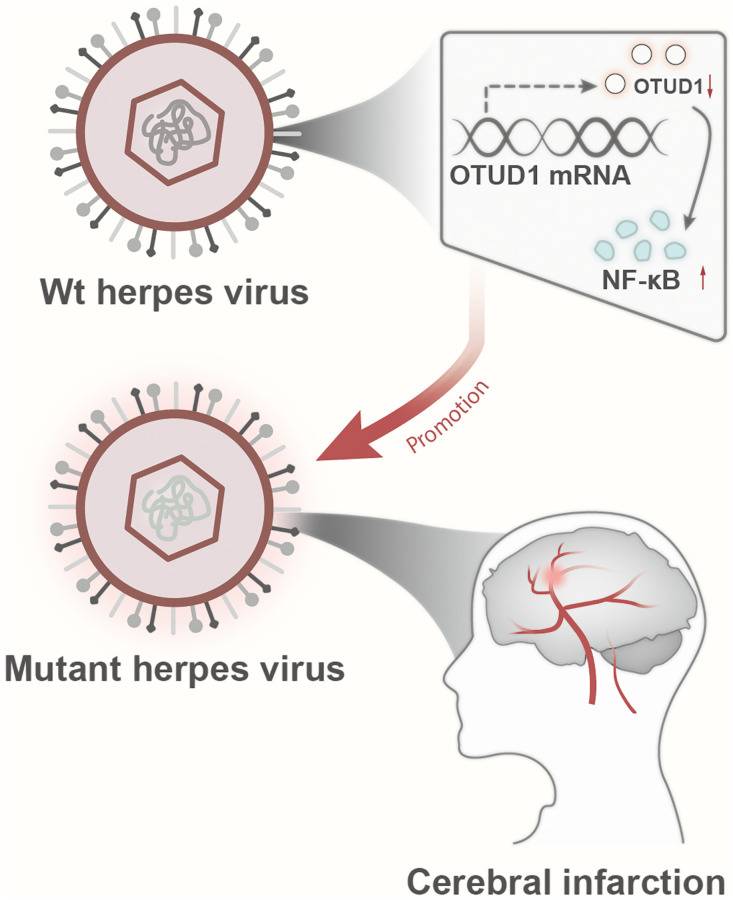 OTUD1↓
OTUD1 mRNA
NF-κB ↑
Wt herpes virus
Promotion
Mutant herpes virus
Cerebral infarction